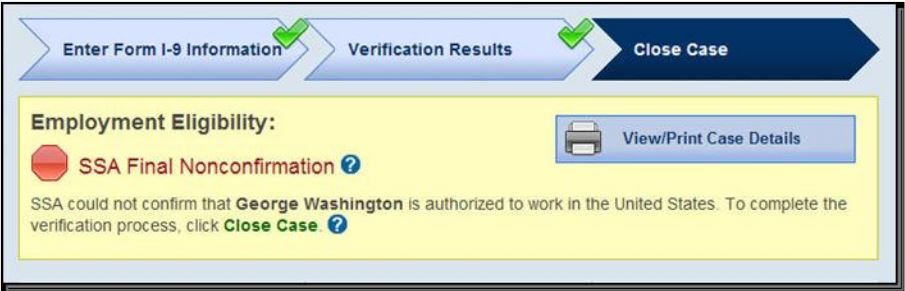 Enter Form I-9 Information
Verification Results
Close Case
Employment Eligibility:
View/Print Case Details
SSA Final Nonconfirmation ?
SSA could not confirm that George Washington is authorized to work in the United States. To complete the
verification process, click Close Case. ?